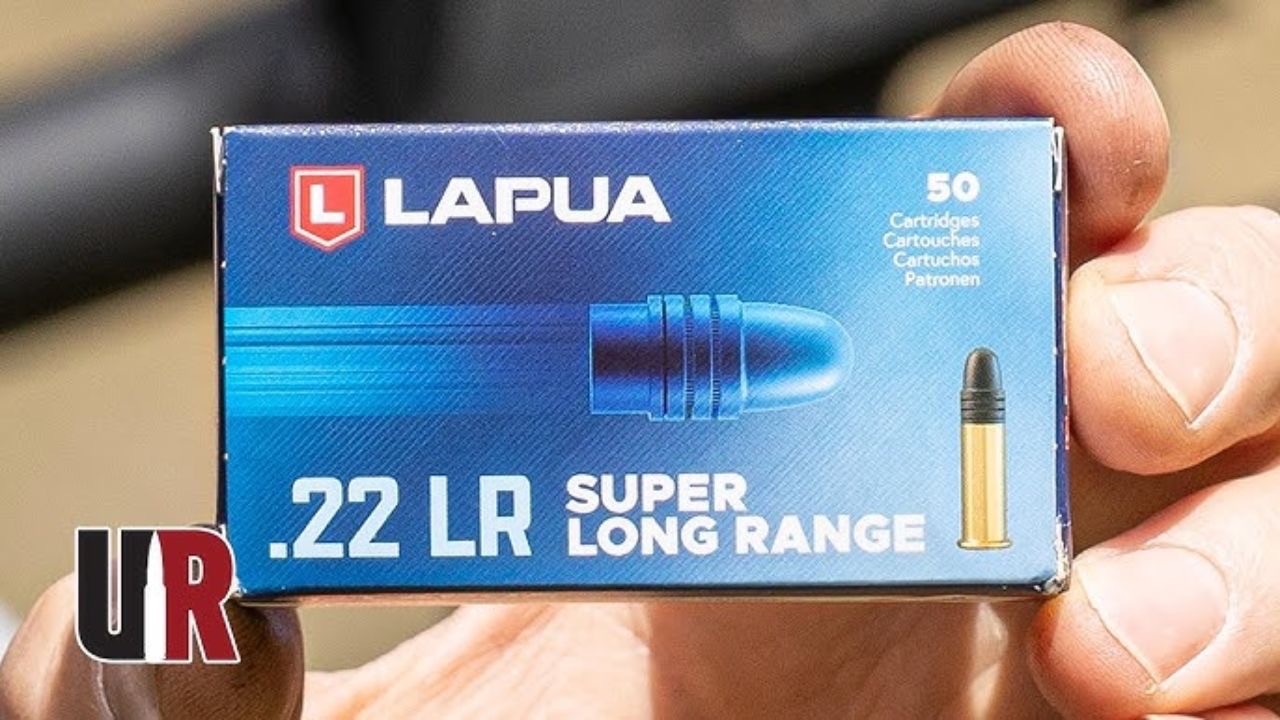 L LAPUA
50
Cartridges
Cartouches
Cartuchos
Patronen
.22 LR SUPER
LONG RANGE
UR